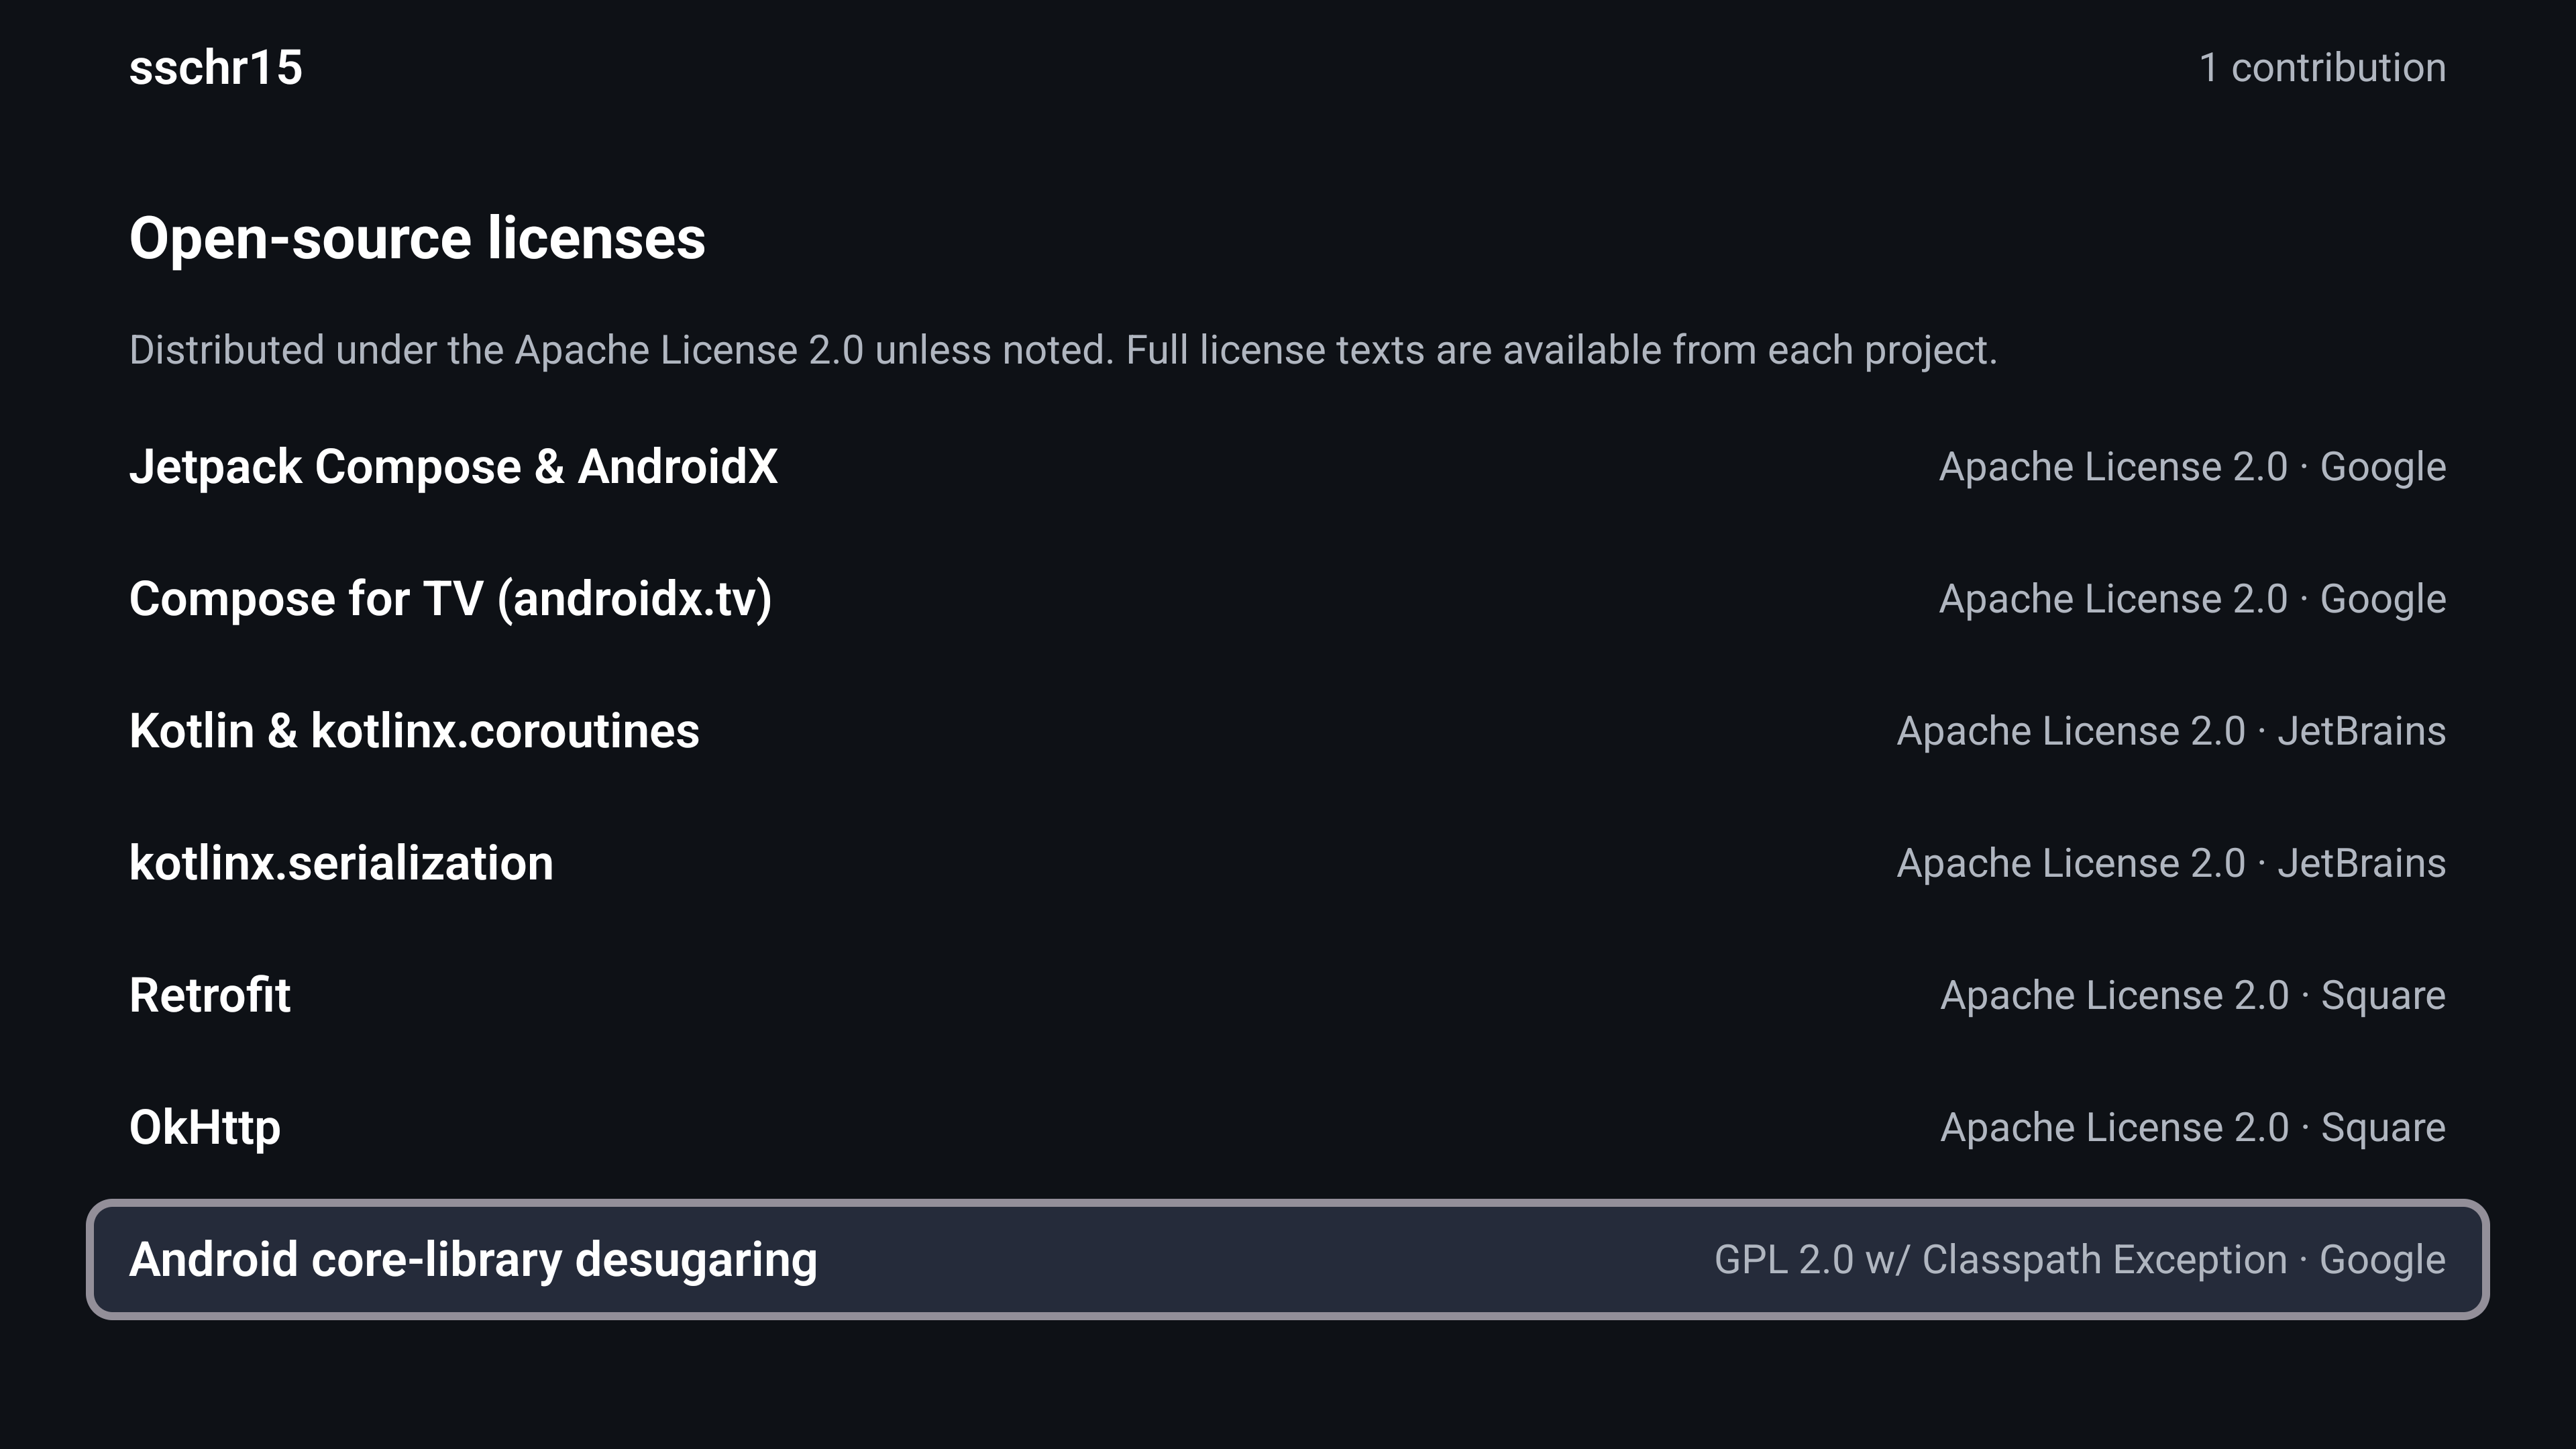 sschr15 1 contribution
Open-source licenses
Distributed under the Apache License 2.0 unless noted. Full license texts are available from each project.
Jetpack Compose & AndroidX Apache License 2.0 · Google
Compose for TV (androidx.tv) Apache License 2.0 · Google
Kotlin & kotlinx.coroutines Apache License 2.0 · JetBrains
kotlinx.serialization Apache License 2.0 · JetBrains
Retrofit Apache License 2.0 · Square
OkHttp Apache License 2.0 · Square
Android core-library desugaring GPL 2.0 w/ Classpath Exception · Google